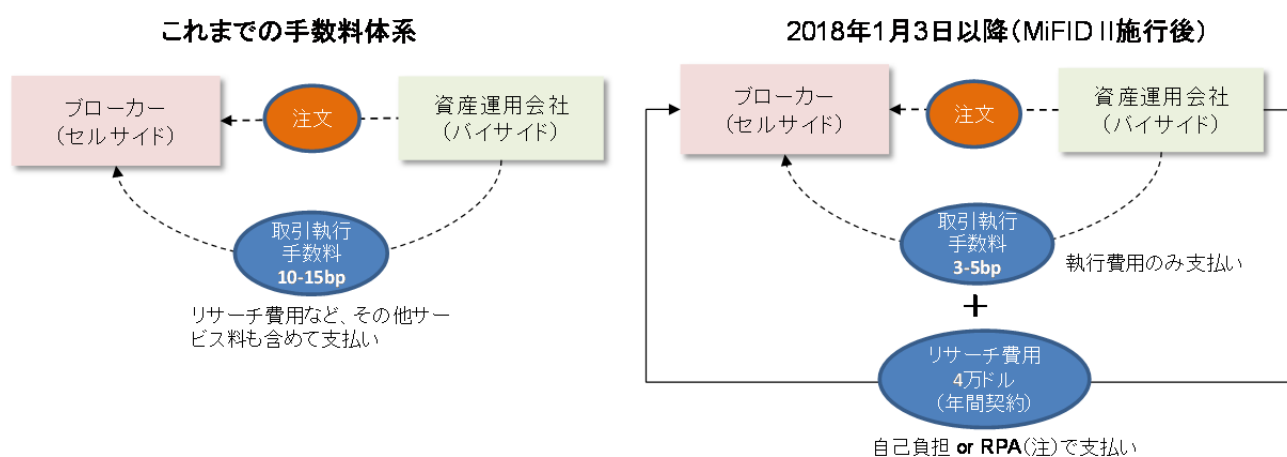 これまでの手数料体系
ブローカー
（セルサイド）
注文
資産運用会社
（バイサイド）
取引執行
手数料
10-15bp
リサーチ費用など、その他サー
ビス料も含めて支払い
2018年1月3日以降（MiFID II施行後）
ブローカー
（セルサイド）
注文
資産運用会社
（バイサイド）
取引執行
手数料
3-5bp
執行費用のみ支払い
+
リサーチ費用
4万ドル
（年間契約）
自己負担 or RPA（注）で支払い